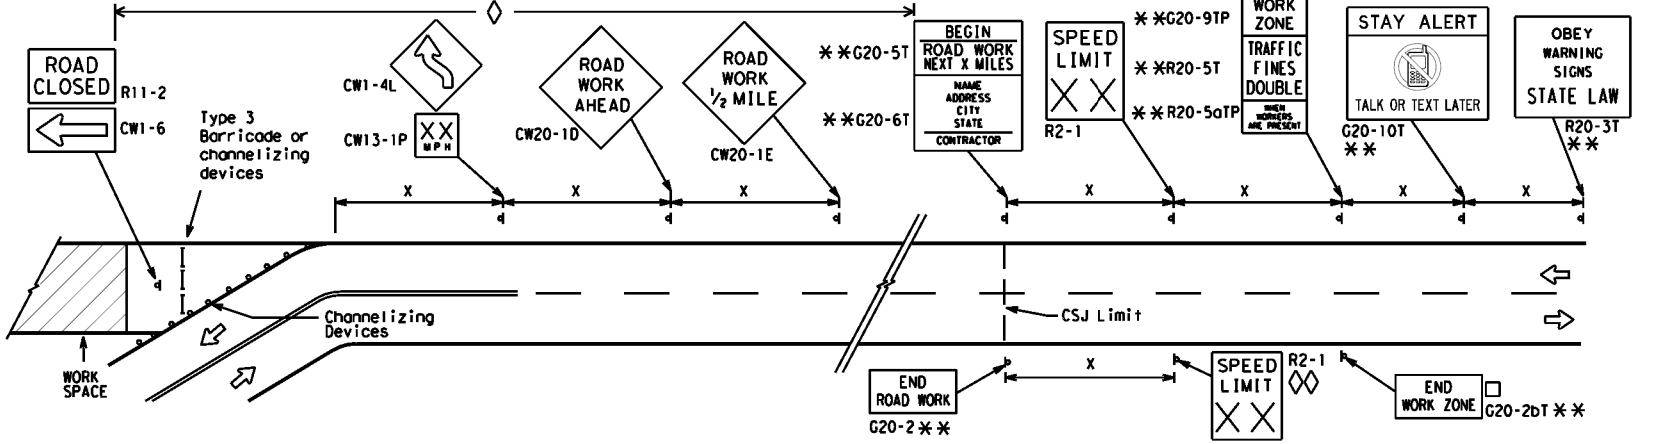 ROAD
CLOSED
R11-2
CW1-6
Type 3
Barricade or
channelizing
devices
CW1-4L
XX
MPH
CW13-1P
ROAD
WORK
AHEAD
CW20-1D
ROAD
WORK
1/2 MILE
CW20-1E
**G20-5T
**G20-6T
BEGIN
ROAD WORK
NEXT X MILES
NAME
ADDRESS
CITY
STATE
CONTRACTOR
SPEED
LIMIT
XX
R2-1
**G20-9TP
**R20-5T
**R20-5aTP
WORK
ZONE
TRAFFIC
FINES
DOUBLE
WHEN
WORKERS
ARE PRESENT
STAY ALERT
TALK OR TEXT LATER
G20-10T
**
OBEY
WARNING
SIGNS
STATE LAW
R20-3T
**
X
X
X
X
X
X
X
Channelizing
Devices
CSJ Limit
WORK
SPACE
X
END
ROAD WORK
G20-2**
SPEED
LIMIT
XX
R2-1
END
WORK ZONE
G20-2bT**